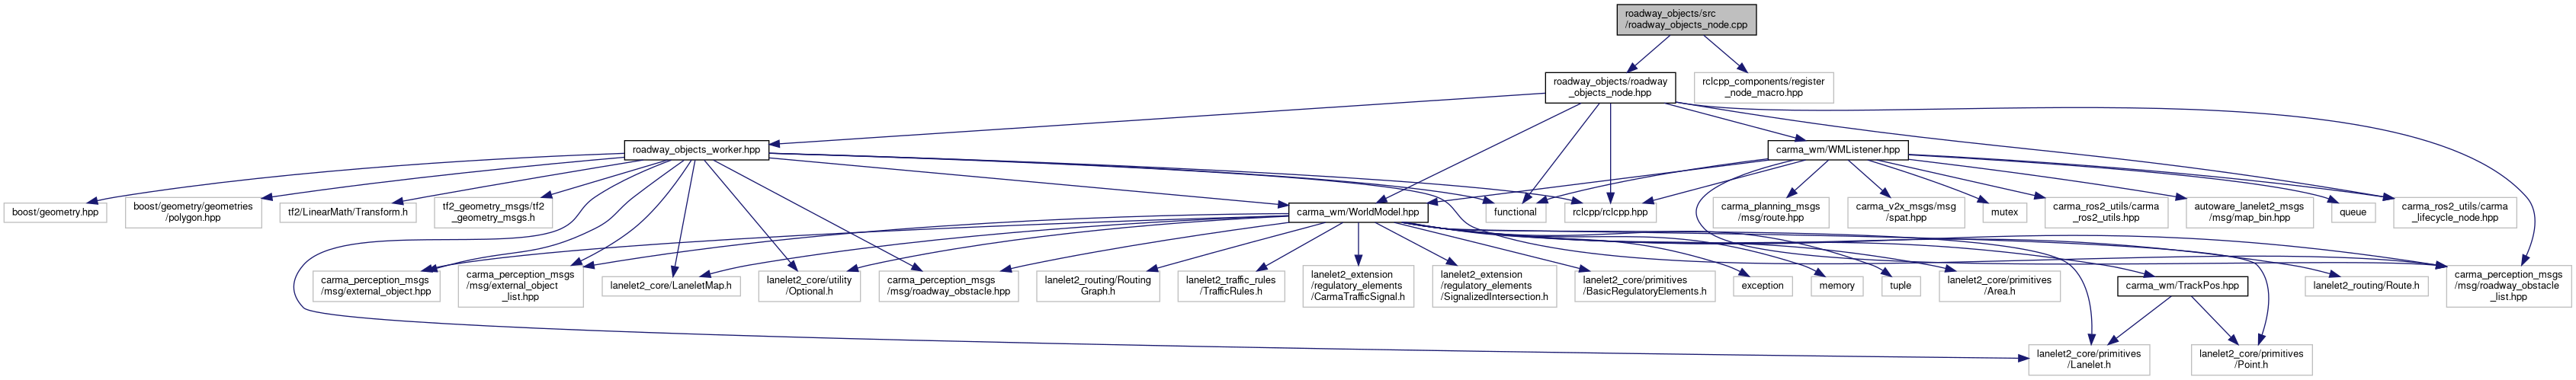 roadway_objects/src
/roadway_objects_node.cpp
roadway_objects/roadway
_objects_node.hpp
rclcpp_components/register
_node_macro.hpp
roadway_objects_worker.hpp
carma_wm/WMListener.hpp
boost/geometry.hpp
boost/geometry/geometries
/polygon.hpp
tf2/LinearMath/Transform.h
tf2_geometry_msgs/tf2
_geometry_msgs.h
carma_wm/WorldModel.hpp
functional
rclcpp/rclcpp.hpp
carma_planning_msgs
/msg/route.hpp
carma_v2x_msgs/msg
/spat.hpp
mutex
carma_ros2_utils/carma
_ros2_utils.hpp
autoware_lanelet2_msgs
/msg/map_bin.hpp
queue
carma_ros2_utils/carma
_lifecycle_node.hpp
carma_perception_msgs
/msg/external_object.hpp
carma_perception_msgs
/msg/external_object
_list.hpp
lanelet2_core/LaneletMap.h
lanelet2_core/utility
/Optional.h
carma_perception_msgs
/msg/roadway_obstacle.hpp
lanelet2_routing/Routing
Graph.h
lanelet2_traffic_rules
/TrafficRules.h
lanelet2_extension
/regulatory_elements
/CarmaTrafficSignal.h
lanelet2_extension
/regulatory_elements
/SignalizedIntersection.h
lanelet2_core/primitives
/BasicRegulatoryElements.h
exception
memory
tuple
lanelet2_core/primitives
/Area.h
carma_wm/TrackPos.hpp
lanelet2_routing/Route.h
carma_perception_msgs
/msg/roadway_obstacle
_list.hpp
lanelet2_core/primitives
/Lanelet.h
lanelet2_core/primitives
/Point.h